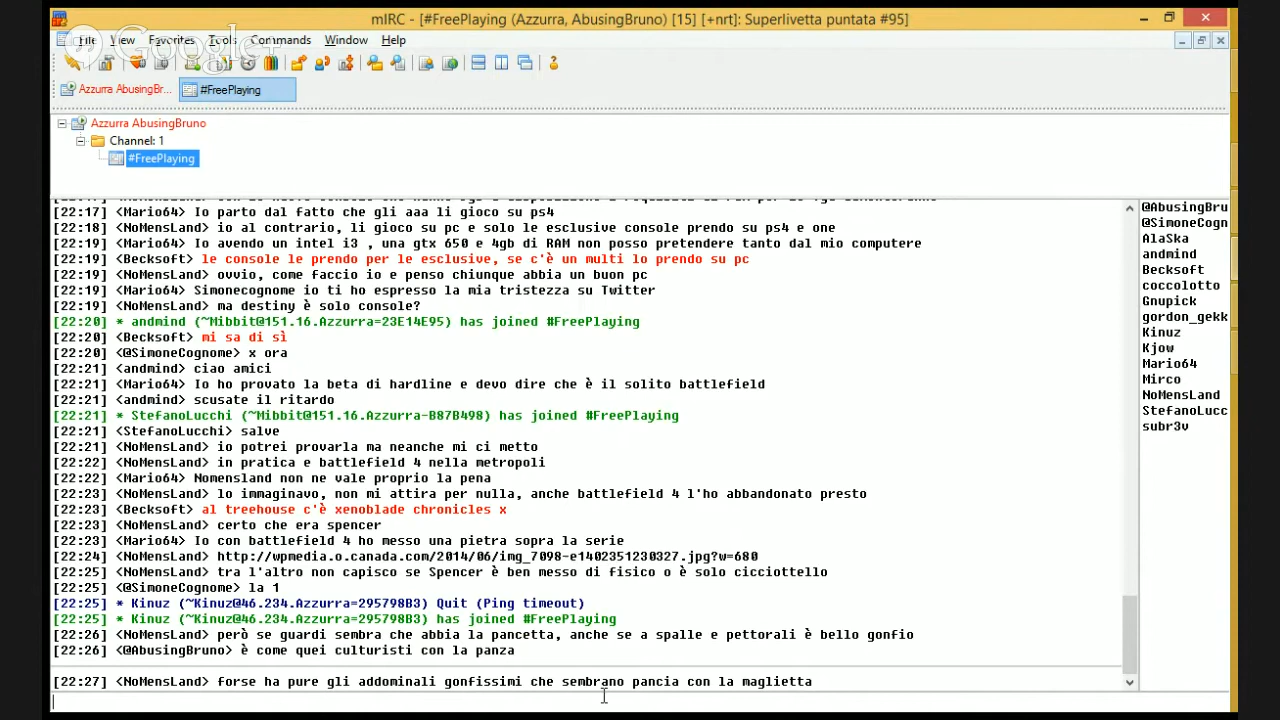 mIRC - [#FreePlaying (Azzurra, AbusingBruno) [15] [+nrt]: Superlivetta puntata #95]
File View Favorites Tools Commands Window Help
Google+
Azzurra AbusingBr... #FreePlaying
Azzurra AbusingBruno
Channel: 1
#FreePlaying
[22:17] <Mario64> Io parto dal fatto che gli aaa li gioco su ps4
[22:18] <NoMensLand> io al contrario, li gioco su pc e solo le esclusive console prendo su ps4 e one
[22:19] <Mario64> Io avendo un intel i3 , una gtx 650 e 4gb di RAM non posso pretendere tanto dal mio computere
[22:19] <Becksoft> le console le prendo per le esclusive, se c'è un multi lo prendo su pc
[22:19] <NoMensLand> ovvio, come faccio io e penso chiunque abbia un buon pc
[22:19] <Mario64> Simonecognome io ti ho espresso la mia tristezza su Twitter
[22:19] <NoMensLand> ma destiny è solo console?
[22:20] * andmind (~Mibbit@151.16.Azzurra=23E14E95) has joined #FreePlaying
[22:20] <Becksoft> mi sa di sì
[22:20] <@SimoneCognome> x ora
[22:21] <andmind> ciao amici
[22:21] <Mario64> Io ho provato la beta di hardline e devo dire che è il solito battlefield
[22:21] <andmind> scusate il ritardo
[22:21] * StefanoLucchi (~Mibbit@151.16.Azzurra-B87B498) has joined #FreePlaying
[22:21] <StefanoLucchi> salve
[22:21] <NoMensLand> io potrei provarla ma neanche mi ci metto
[22:22] <NoMensLand> in pratica e battlefield 4 nella metropoli
[22:22] <Mario64> Nomensland non ne vale proprio la pena
[22:23] <NoMensLand> lo immaginavo, non mi attira per nulla, anche battlefield 4 l'ho abbandonato presto
[22:23] <Becksoft> al treehouse c'è xenoblade chronicles x
[22:23] <NoMensLand> certo che era spencer
[22:23] <Mario64> Io con battlefield 4 ho messo una pietra sopra la serie
[22:24] <NoMensLand> http://wpmedia.o.canada.com/2014/06/img_7098-e1402351230327.jpg?w=680
[22:25] <NoMensLand> tra l'altro non capisco se Spencer è ben messo di fisico o è solo cicciottello
[22:25] <@SimoneCognome> la 1
[22:25] * Kinuz (~Kinuz@46.234.Azzurra=295798B3) Quit (Ping timeout)
[22:25] * Kinuz (~Kinuz@46.234.Azzurra=295798B3) has joined #FreePlaying
[22:26] <NoMensLand> però se guardi sembra che abbia la pancetta, anche se a spalle e pettorali è bello gonfio
[22:26] <@AbusingBruno> è come quei culturisti con la panza
[22:27] <NoMensLand> forse ha pure gli addominali gonfissimi che sembrano pancia con la maglietta
@AbusingBru
@SimoneCogn
AlaSka
andmind
Becksoft
coccolotto
Gnupick
gordon_gekk
Kinuz
Kjow
Mario64
Mirco
NoMensLand
StefanoLucc
subr3v